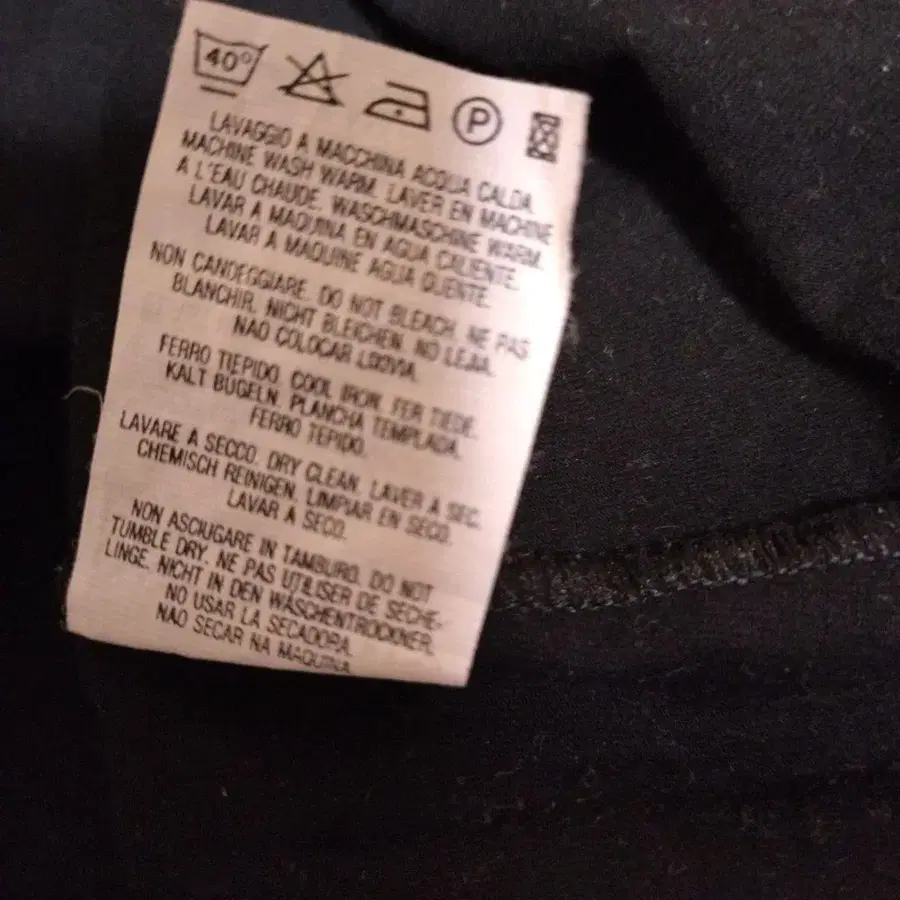 40°
P
LAVAGGIO A MACCHINA ACQUA CALDA.
MACHINE WASH WARM. LAVER EN MACHINE
A L'EAU CHAUDE. WASCHMASCHINE WARM.
LAVAR A MAQUINA EN AGUA CALIENTE.
LAVAR A MAQUINE AGUA QUENTE.
NON CANDEGGIARE. DO NOT BLEACH. NE PAS
BLANCHIR. NICHT BLEICHEN. NO LEJIA.
NAO COLOCAR LIXIVIA.
FERRO TIEPIDO. COOL IRON. FER TIEDE.
KALT BUGELN. PLANCHA TEMPLADA.
FERRO TEPIDO.
LAVARE A SECCO. DRY CLEAN. LAVER A SEC.
CHEMISCH REINIGEN. LIMPIAR EN SECO.
LAVAR A SECO.
NON ASCIUGARE IN TAMBURO. DO NOT
TUMBLE DRY. NE PAS UTILISER DE SECHE-
LINGE. NICHT IN DEN WÄSCHENTROCKNER.
NO USAR LA SECADORA.
NAO SECAR NA MAQUINA.